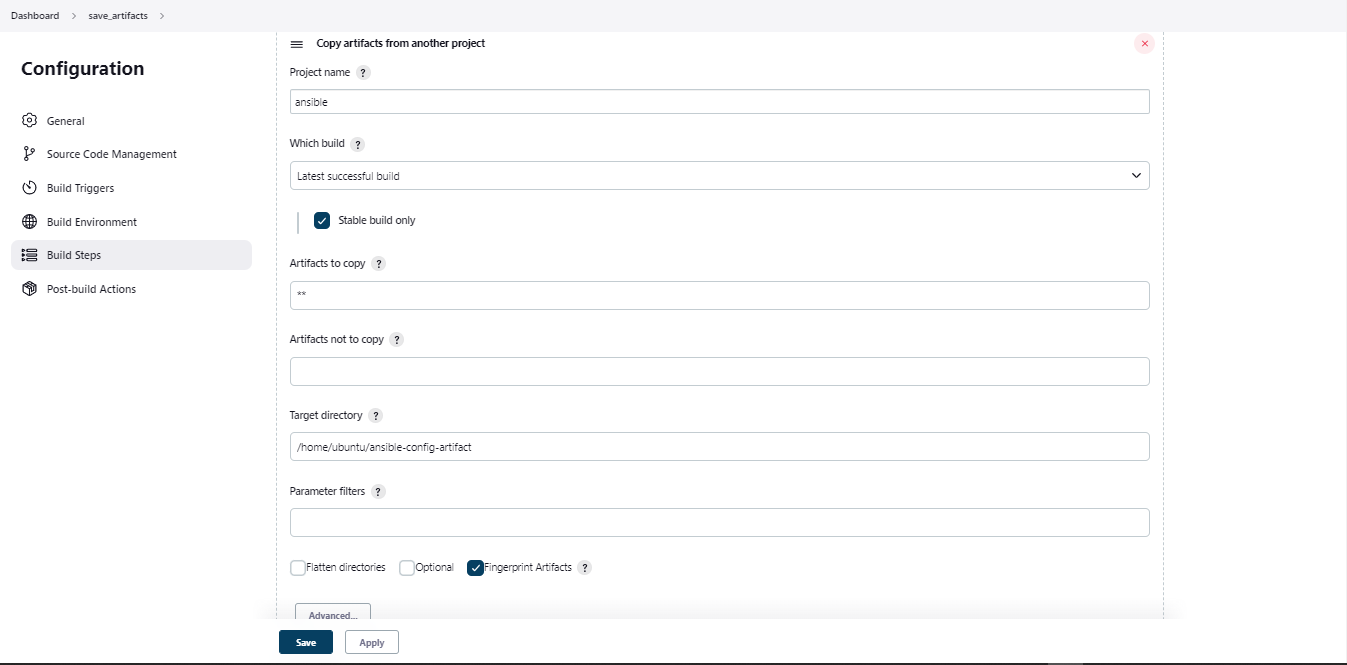 Dashboard > save_artifacts >
Configuration
General
Source Code Management
Build Triggers
Build Environment
Build Steps
Post-build Actions
Copy artifacts from another project
Project name ?
ansible
Which build ?
Latest successful build
Stable build only
Artifacts to copy ?
**
Artifacts not to copy ?
Target directory ?
/home/ubuntu/ansible-config-artifact
Parameter filters ?
Flatten directories Optional Fingerprint Artifacts ?
Advanced...
Save Apply